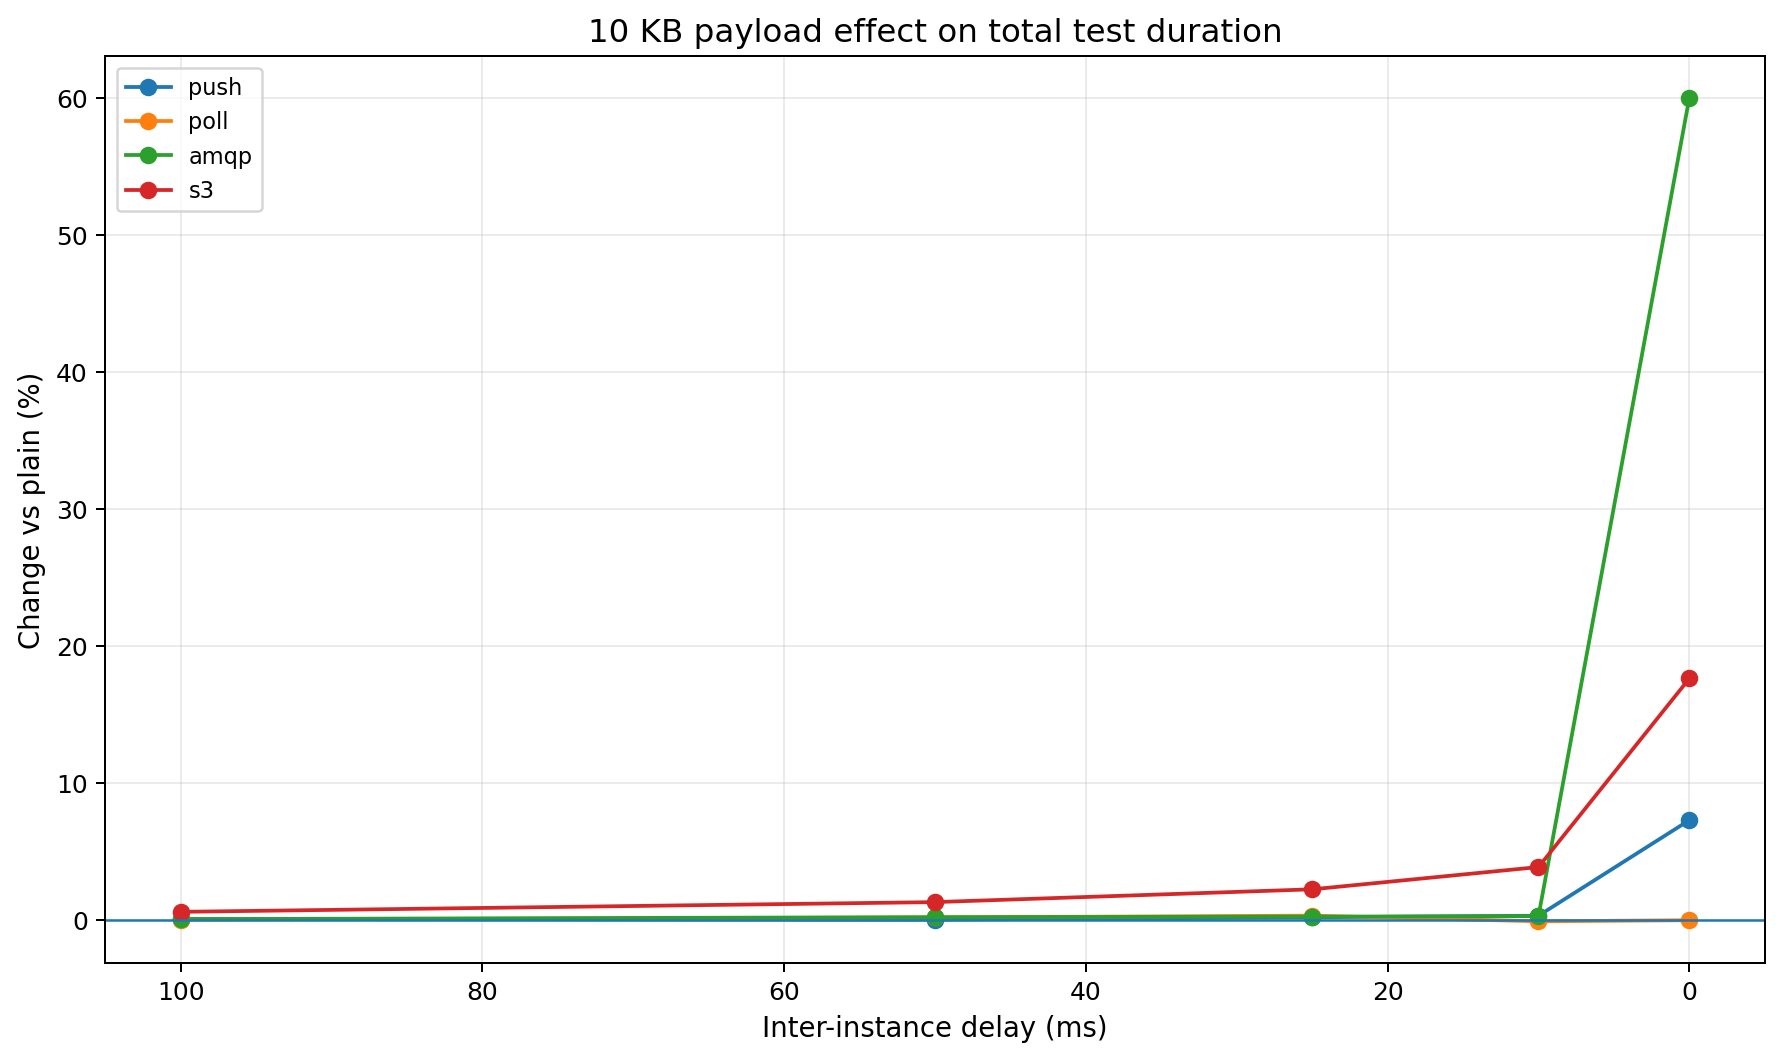 10 KB payload effect on total test duration
push
poll
amqp
s3
60
50
40
30
20
10
0
Change vs plain (%)
100
80
60
40
20
0
Inter-instance delay (ms)